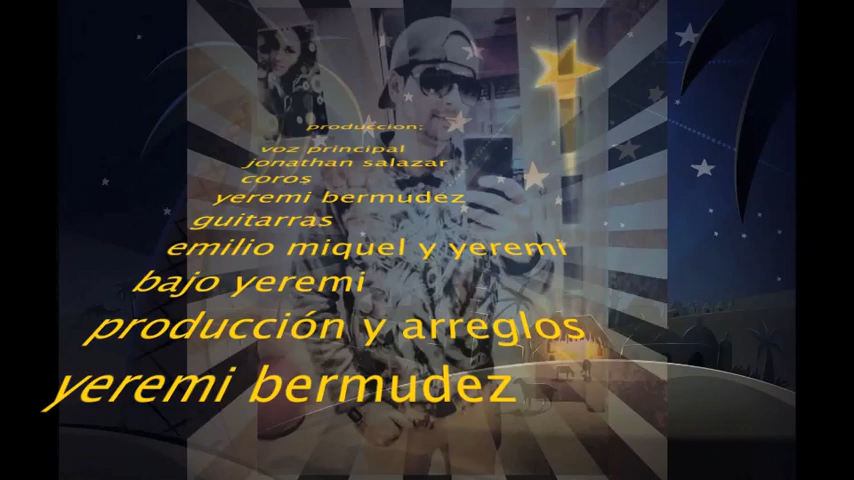 produccion:
voz principal
jonathan salazar
coros
yeremi bermudez
guitarras
emilio miquel y yeremi
bajo yeremi
producción y arreglos
yeremi bermudez